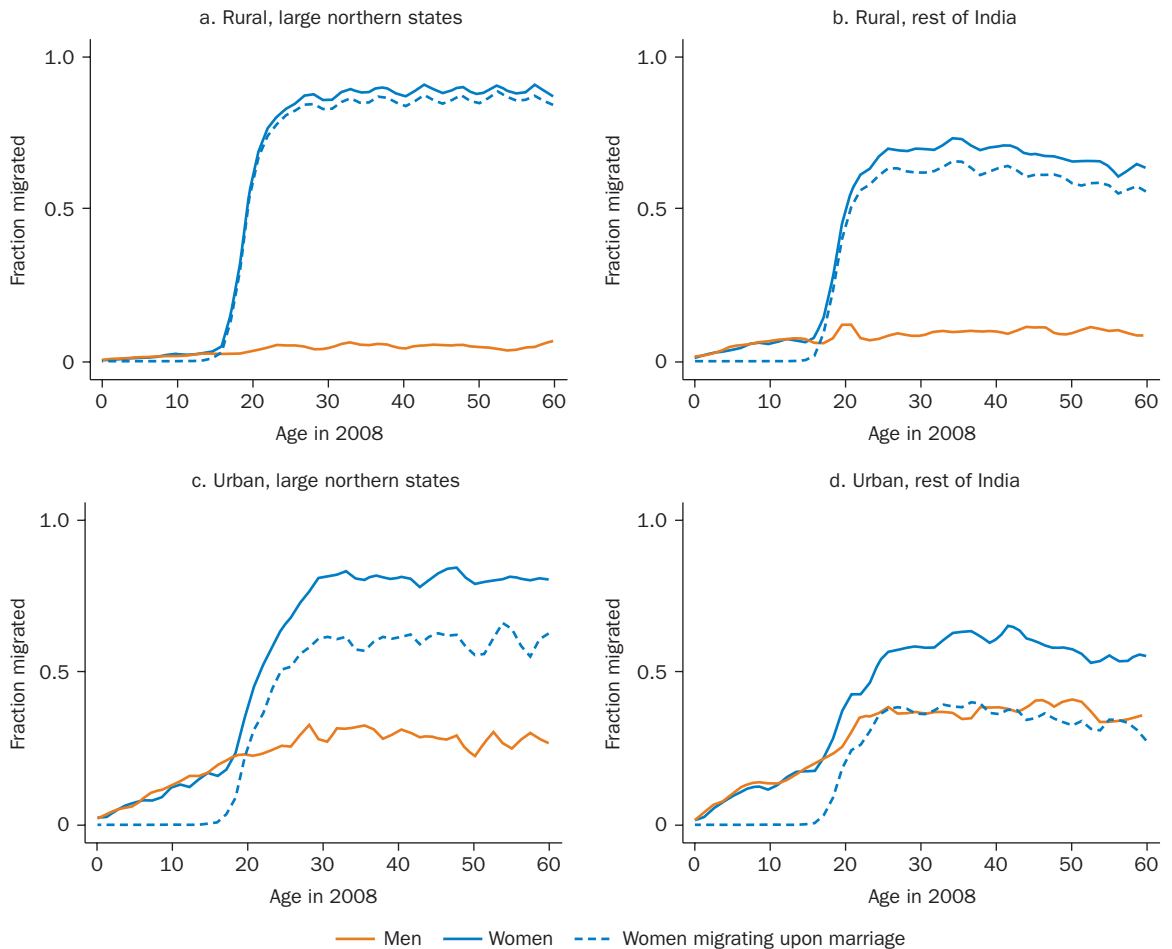 a. Rural, large northern states
1.0
0.5
0
Fraction migrated
0 10 20 30 40 50 60
Age in 2008
b. Rural, rest of India
1.0
0.5
0
Fraction migrated
0 10 20 30 40 50 60
Age in 2008
c. Urban, large northern states
1.0
0.5
0
Fraction migrated
0 10 20 30 40 50 60
Age in 2008
d. Urban, rest of India
1.0
0.5
0
Fraction migrated
0 10 20 30 40 50 60
Age in 2008
Men Women Women migrating upon marriage